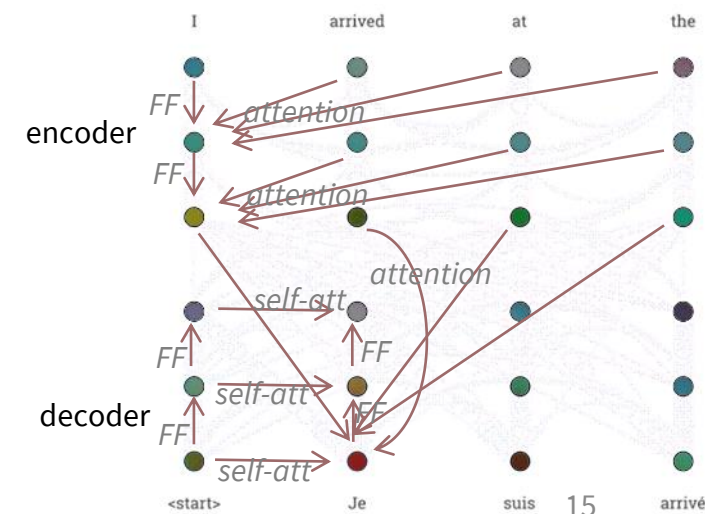 I arrived at the
FF attention
encoder
FF
attention
attention
self-att
FF FF
self-att
decoder FF
FF
self-att
<start> Je suis 15 arrivé